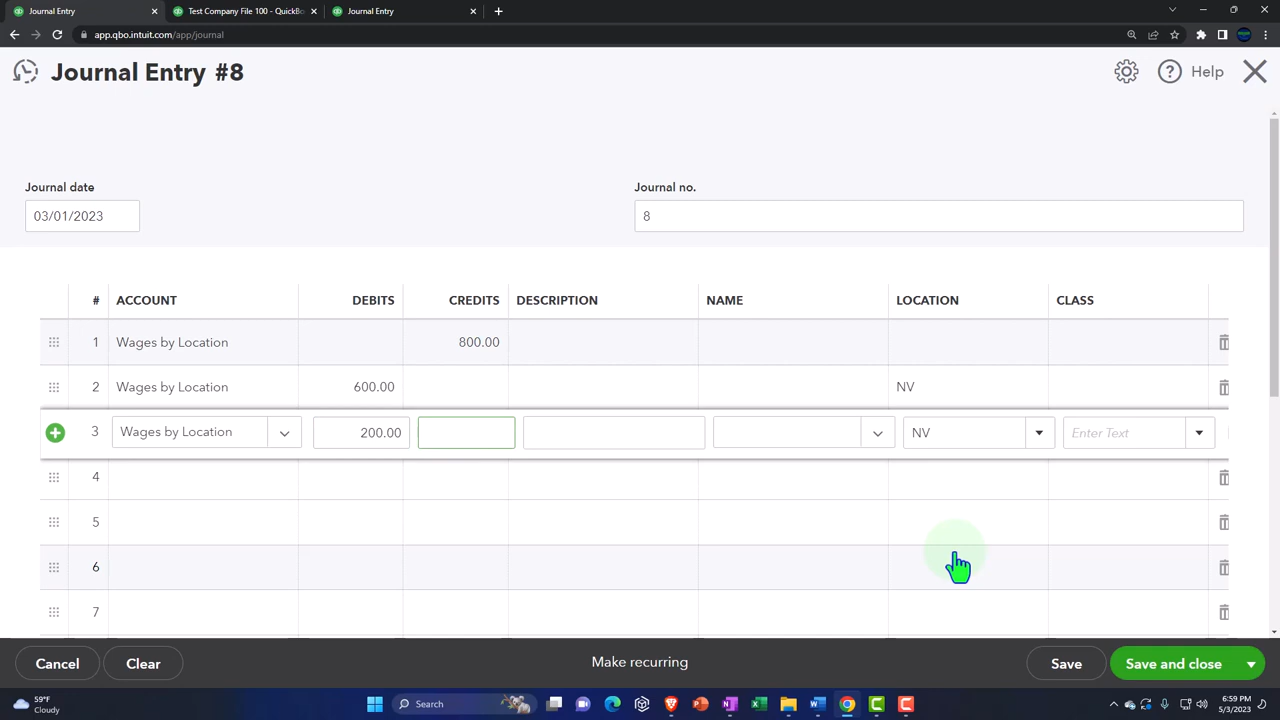 Journal Entry
Test Company File 100 - QuickBo
Journal Entry
app.qbo.intuit.com/app/journal
Journal Entry #8
Help
Journal date
Journal no.
03/01/2023
8
# ACCOUNT DEBITS CREDITS DESCRIPTION NAME LOCATION CLASS
1 Wages by Location 800.00
2 Wages by Location 600.00 NV
3 Wages by Location 200.00 NV Enter Text
4
5
6
7
Cancel Clear Make recurring Save Save and close
59°F
Cloudy
Search
6:59 PM
5/3/2023